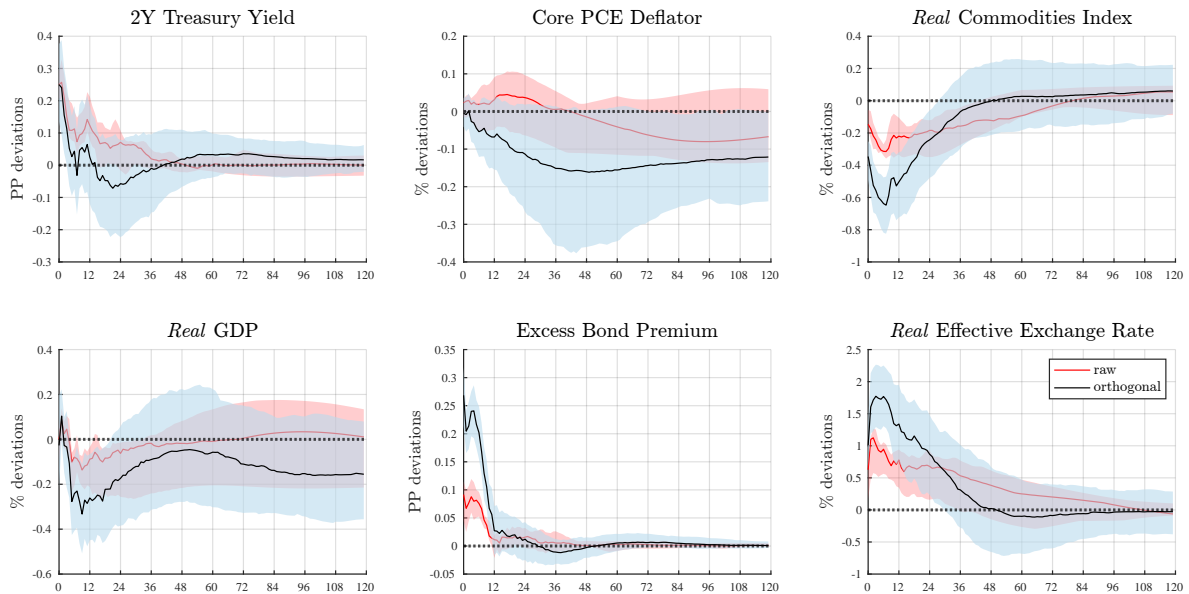 2Y Treasury Yield
PP deviations
0.4
0.3
0.2
0.1
0
-0.1
-0.2
-0.3
0 12 24 36 48 60 72 84 96 108 120
Core PCE Deflator
% deviations
0.2
0.1
0
-0.1
-0.2
-0.3
-0.4
0 12 24 36 48 60 72 84 96 108 120
Real Commodities Index
% deviations
0.4
0.2
0
-0.2
-0.4
-0.6
-0.8
-1
0 12 24 36 48 60 72 84 96 108 120
Real GDP
% deviations
0.4
0.2
0
-0.2
-0.4
-0.6
0 12 24 36 48 60 72 84 96 108 120
Excess Bond Premium
PP deviations
0.35
0.3
0.25
0.2
0.15
0.1
0.05
0
-0.05
0 12 24 36 48 60 72 84 96 108 120
Real Effective Exchange Rate
% deviations
2.5
2
1.5
1
0.5
0
-0.5
-1
0 12 24 36 48 60 72 84 96 108 120
raw
orthogonal